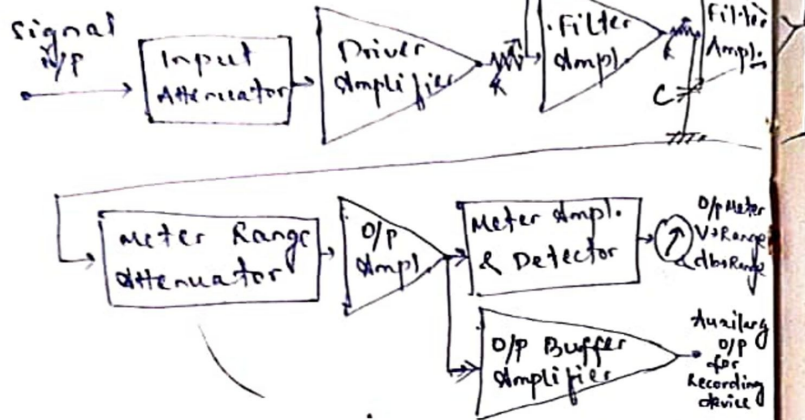 signal
i/p
Input
Attenuator
Driver
Amplifier
R
Filter
Ampl.
R
C
Filter
Ampl.
Meter Range
Attenuator
O/P
Ampl
Meter Ampl.
& Detector
O/p Meter
V→Range
db→Range
O/P Buffer
Amplifier
Auxilary
O/P
for
Recording
device